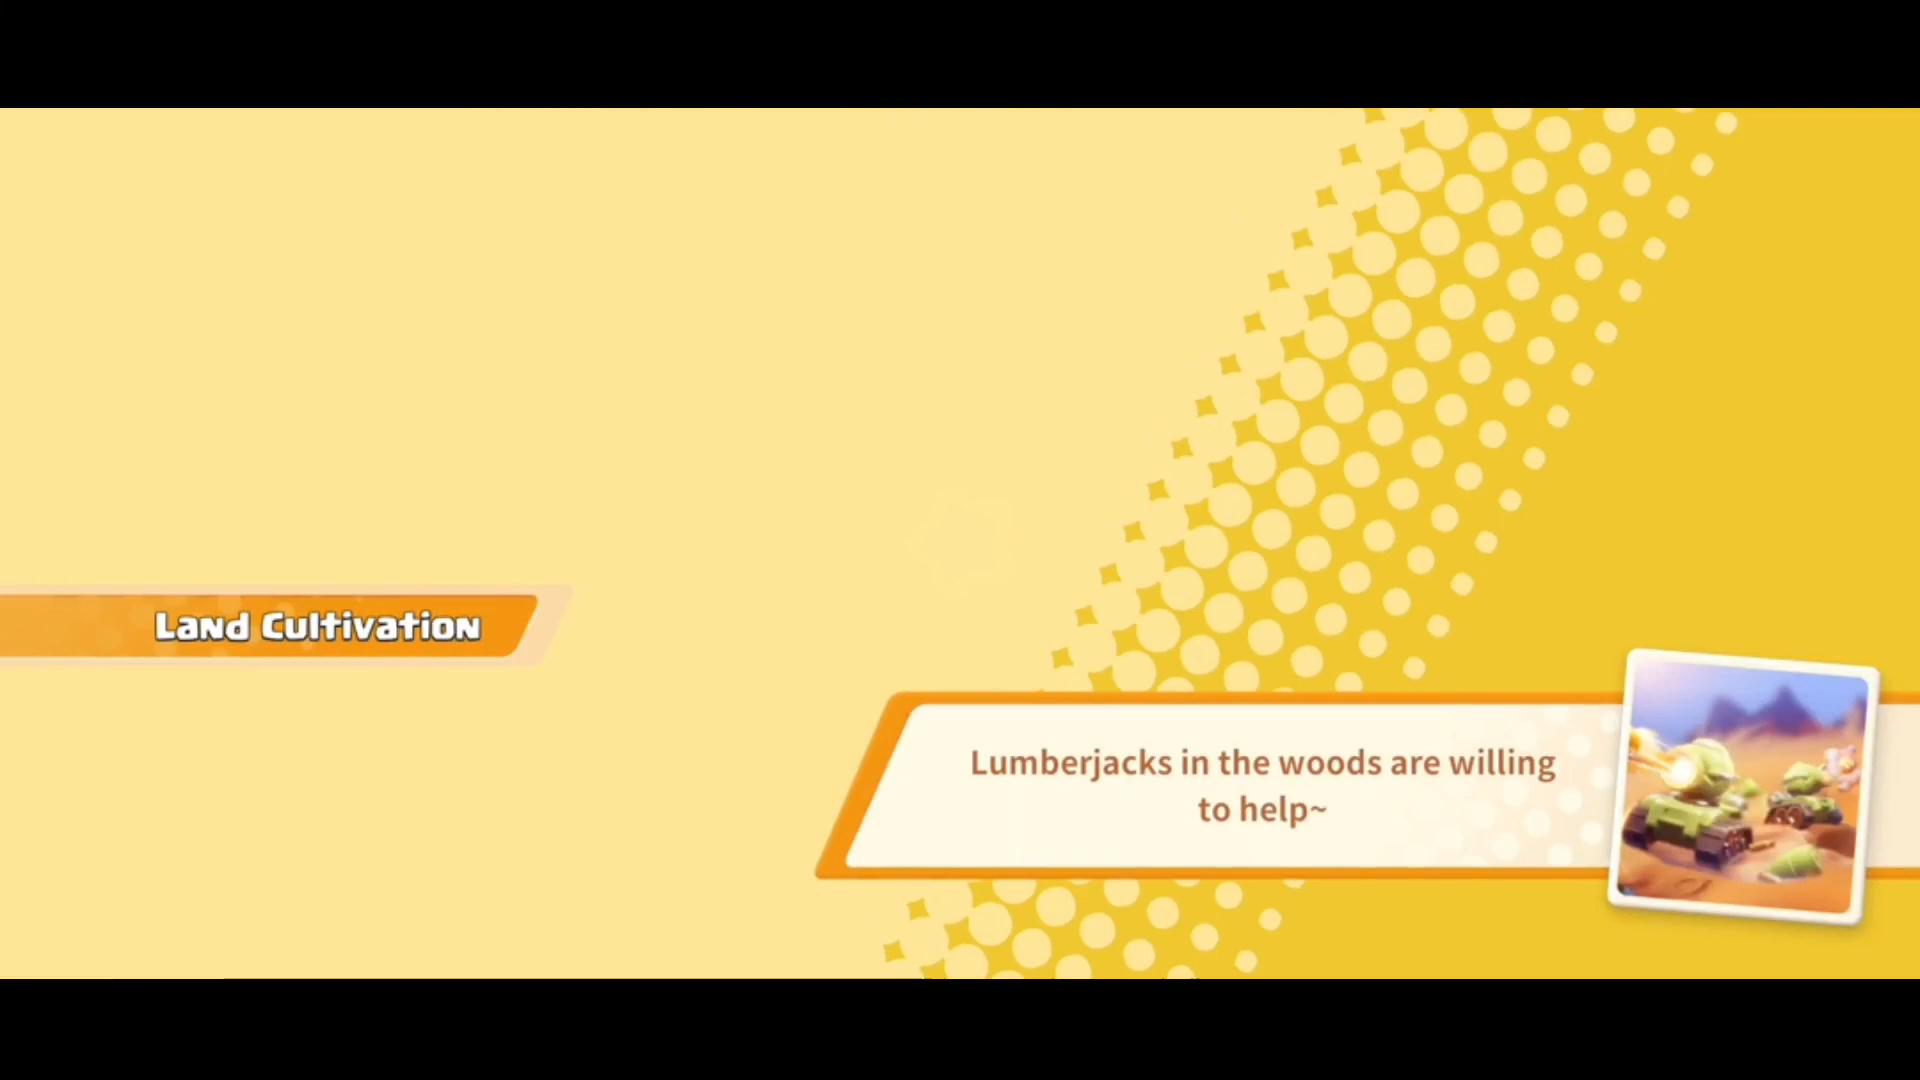 Land Cultivation
Lumberjacks in the woods are willing
to help~